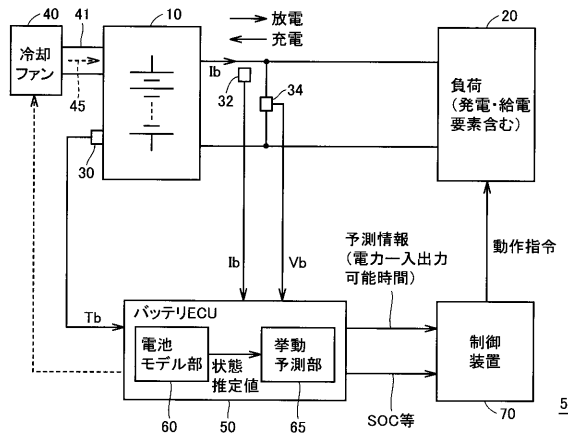 40
41
10
放電
充電
20
冷却
ファン
45
Ib
32
34
負荷
(発電・給電
要素含む)
30
Ib
Vb
予測情報
(電力ー入出力
可能時間)
動作指令
Tb
バッテリECU
電池
モデル部
状態
推定値
挙動
予測部
制御
装置
60
50
65
SOC等
70
5